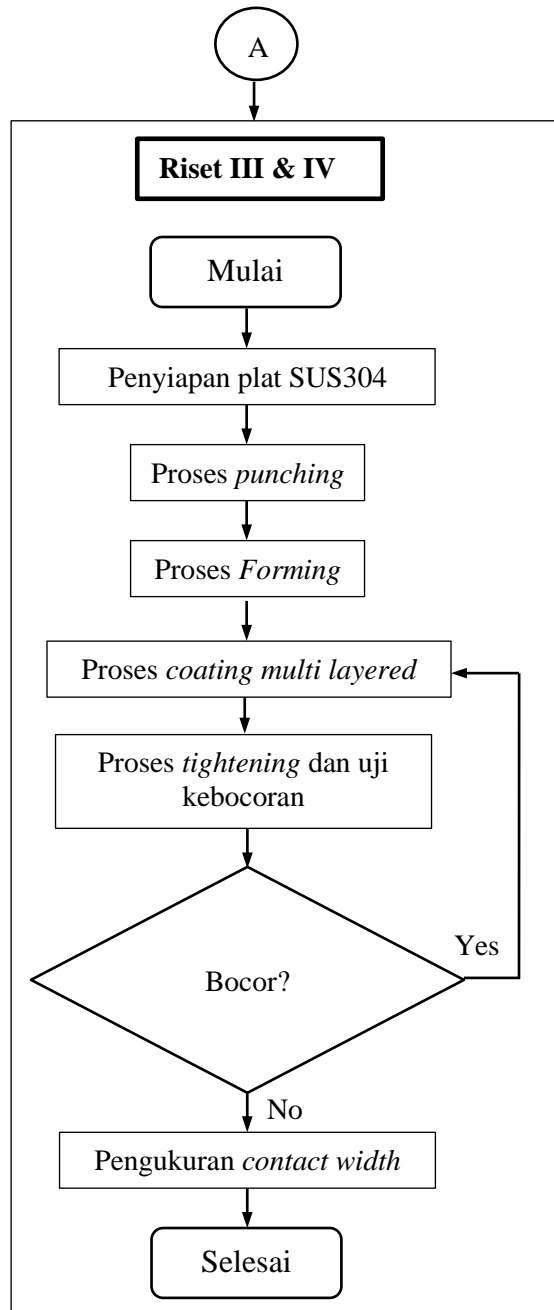 A
Riset III & IV
Mulai
Penyiapan plat SUS304
Proses punching
Proses Forming
Proses coating multi layered
Proses tightening dan uji
kebocoran
Bocor?
Yes
No
Pengukuran contact width
Selesai